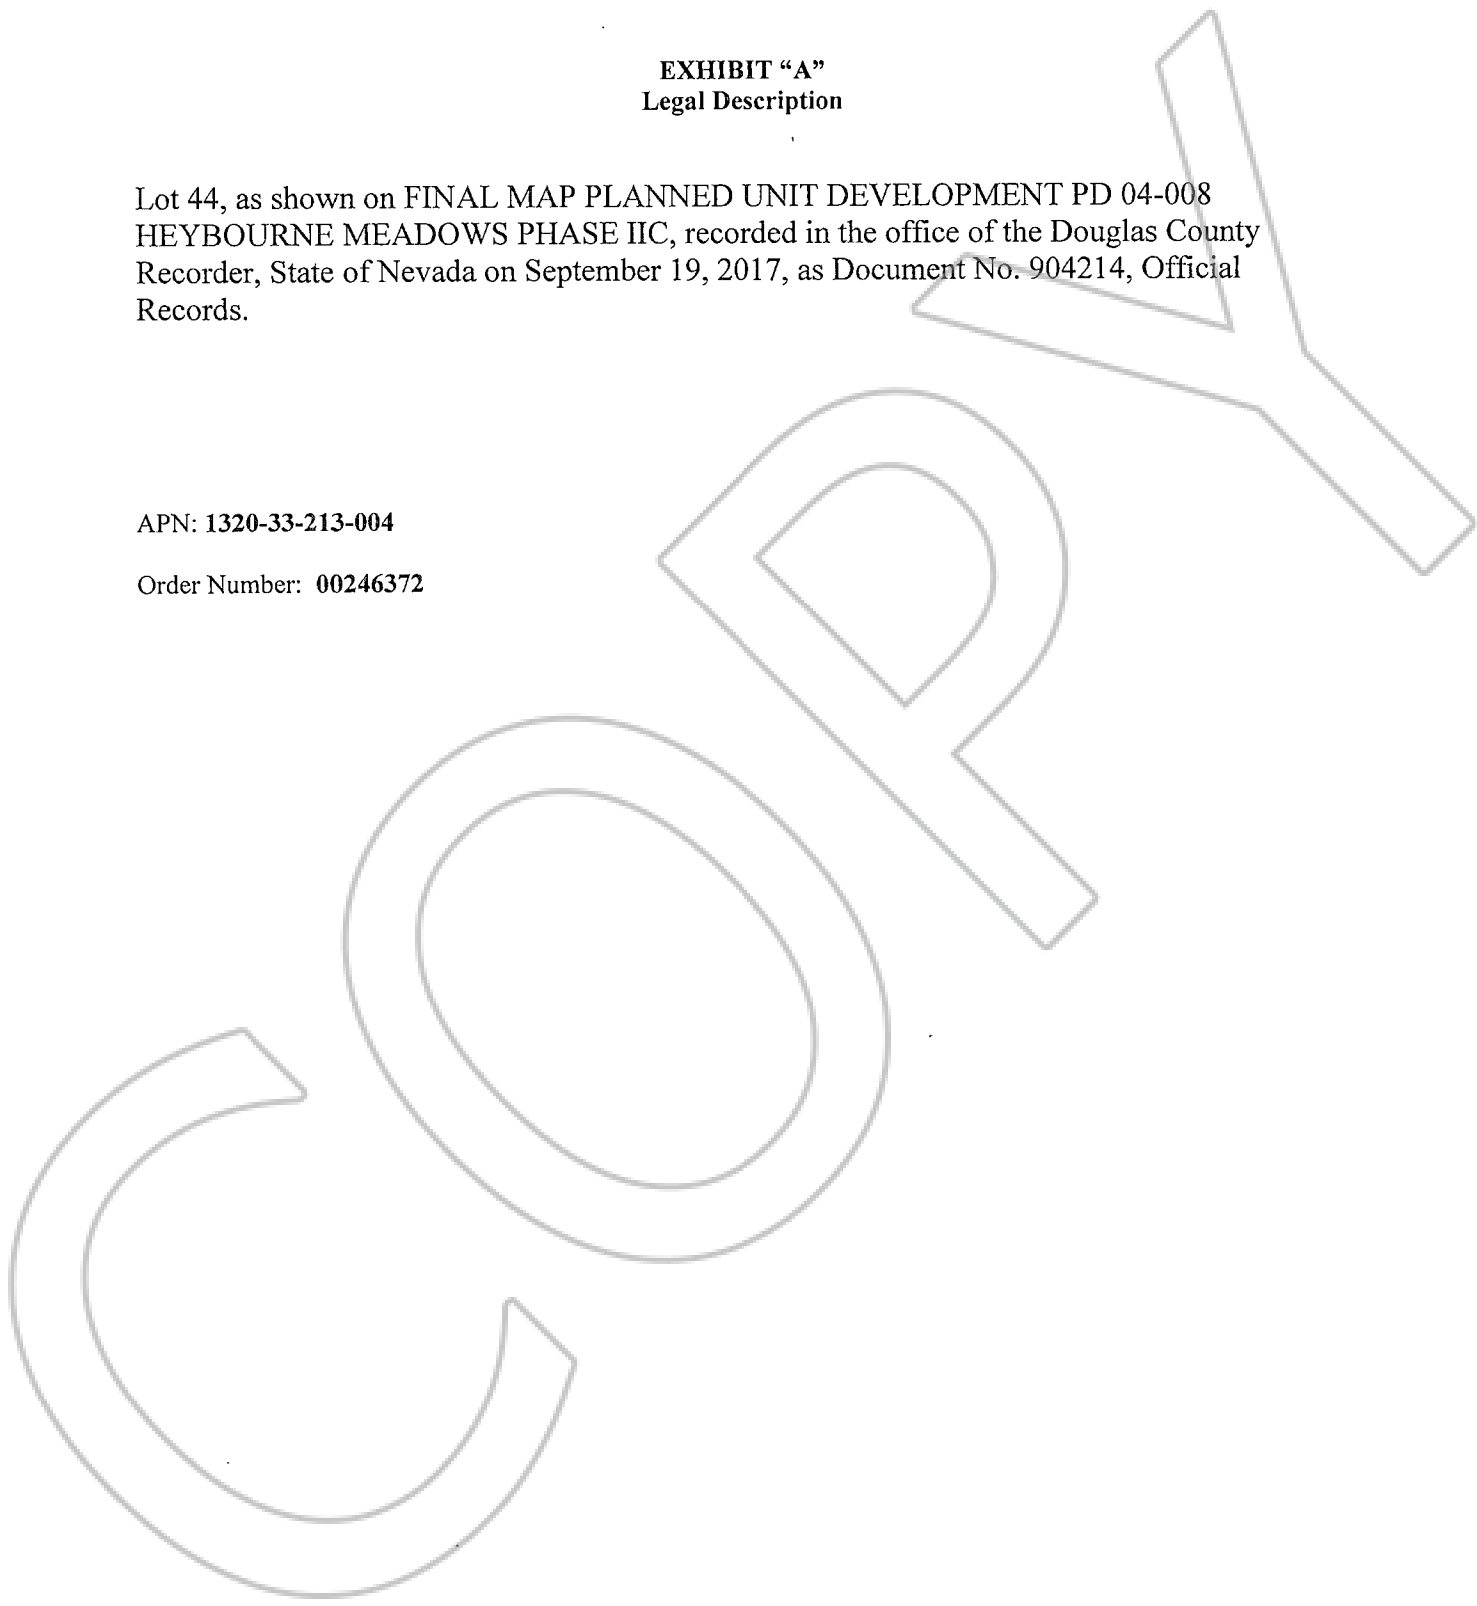 EXHIBIT “A”
Legal Description
Lot 44, as shown on FINAL MAP PLANNED UNIT DEVELOPMENT PD 04-008
HEYBOURNE MEADOWS PHASE IIC, recorded in the office of the Douglas County
Recorder, State of Nevada on September 19, 2017, as Document No. 904214, Official
Records.
APN: 1320-33-213-004
Order Number: 00246372
COPY